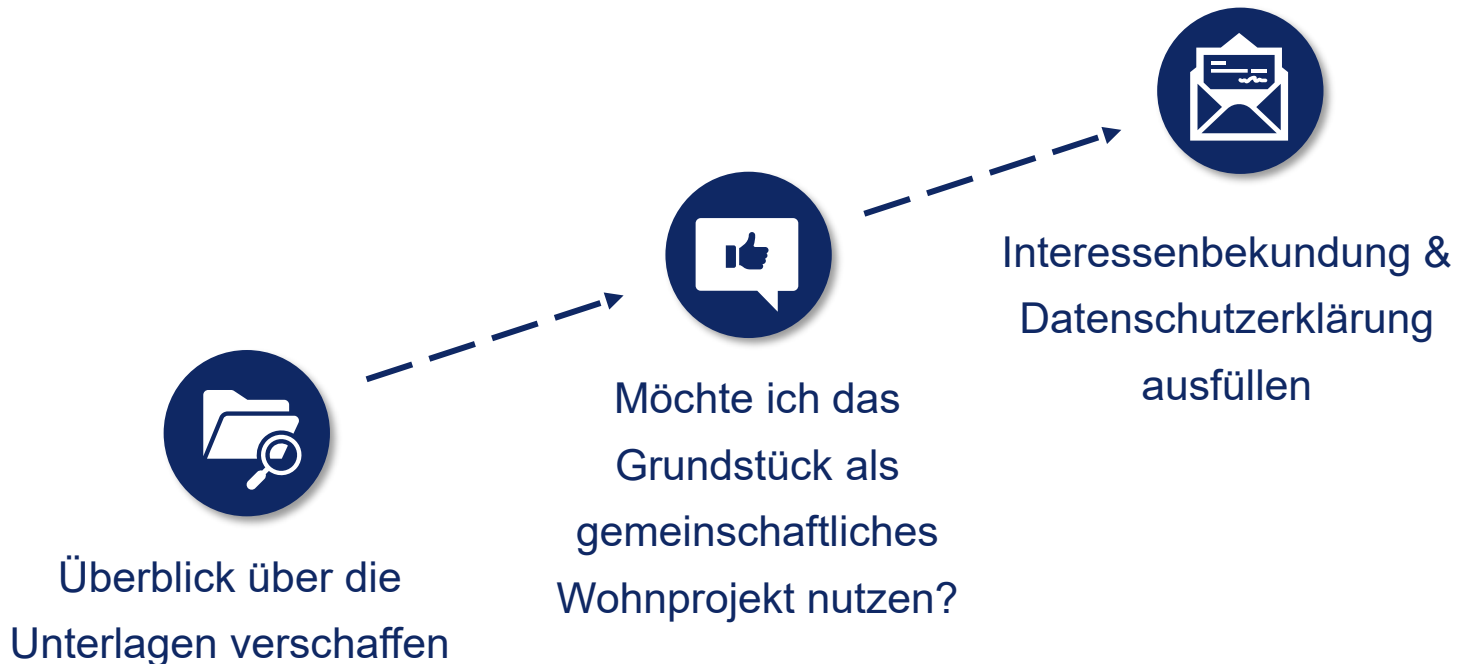 Überblick über die
Unterlagen verschaffen
Möchte ich das
Grundstück als
gemeinschaftliches
Wohnprojekt nutzen?
Interessenbekundung &
Datenschutzerklärung
ausfüllen